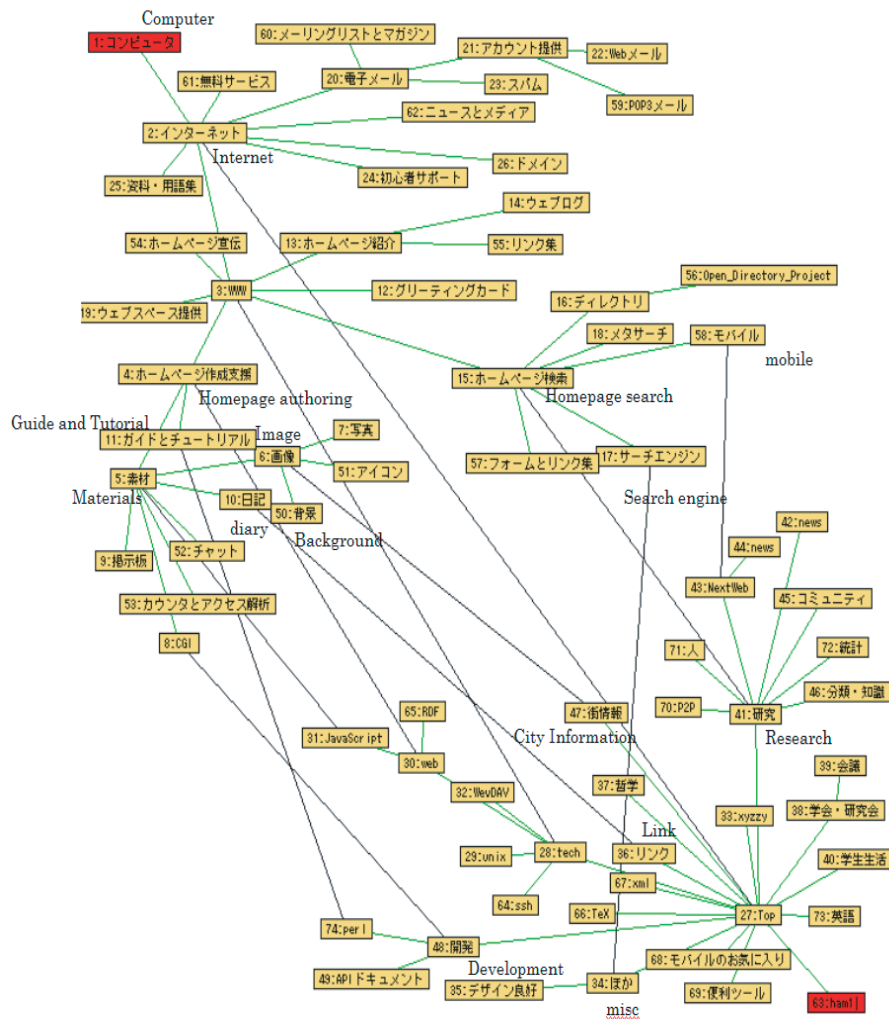 Computer
1:コンピュータ
60:メーリングリストとマガジン
21:アカウント提供
22:Webメール
61:無料サービス
20:電子メール
23:スパム
59:POP3メール
62:ニュースとメディア
2:インターネット
Internet
26:ドメイン
24:初心者サポート
25:資料・用語集
14:ウェブログ
54:ホームページ宣伝
13:ホームページ紹介
55:リンク集
56:Open_Directory_Project
3:WWW
12:グリーティングカード
16:ディレクトリ
19:ウェブスペース提供
18:メタサーチ
58:モバイル
mobile
4:ホームページ作成支援
15:ホームページ検索
Homepage authoring
Homepage search
Guide and Tutorial
Image
7:写真
11:ガイドとチュートリアル
6:画像
51:アイコン
57:フォームとリンク集
17:サーチエンジン
5:素材
Materials
10:日記
50:背景
Search engine
diary
Background
42:news
52:チャット
44:news
9:掲示板
43:NextWeb
53:カウンタとアクセス解析
45:コミュニティ
8:CGI
71:人
72:統計
46:分類・知識
65:RDF
47:街情報
70:P2P
41:研究
31:JavaScript
City Information
Research
30:web
39:会議
37:哲学
32:WevDAV
33:xyzzy
38:学会・研究会
Link
29:unix
28:tech
36:リンク
40:学生生活
67:xml
64:ssh
66:TeX
27:Top
73:英語
74:perl
48:開発
68:モバイルのお気に入り
49:APIドキュメント
Development
35:デザイン良好
34:ほか
69:便利ツール
63:ham1|
misc